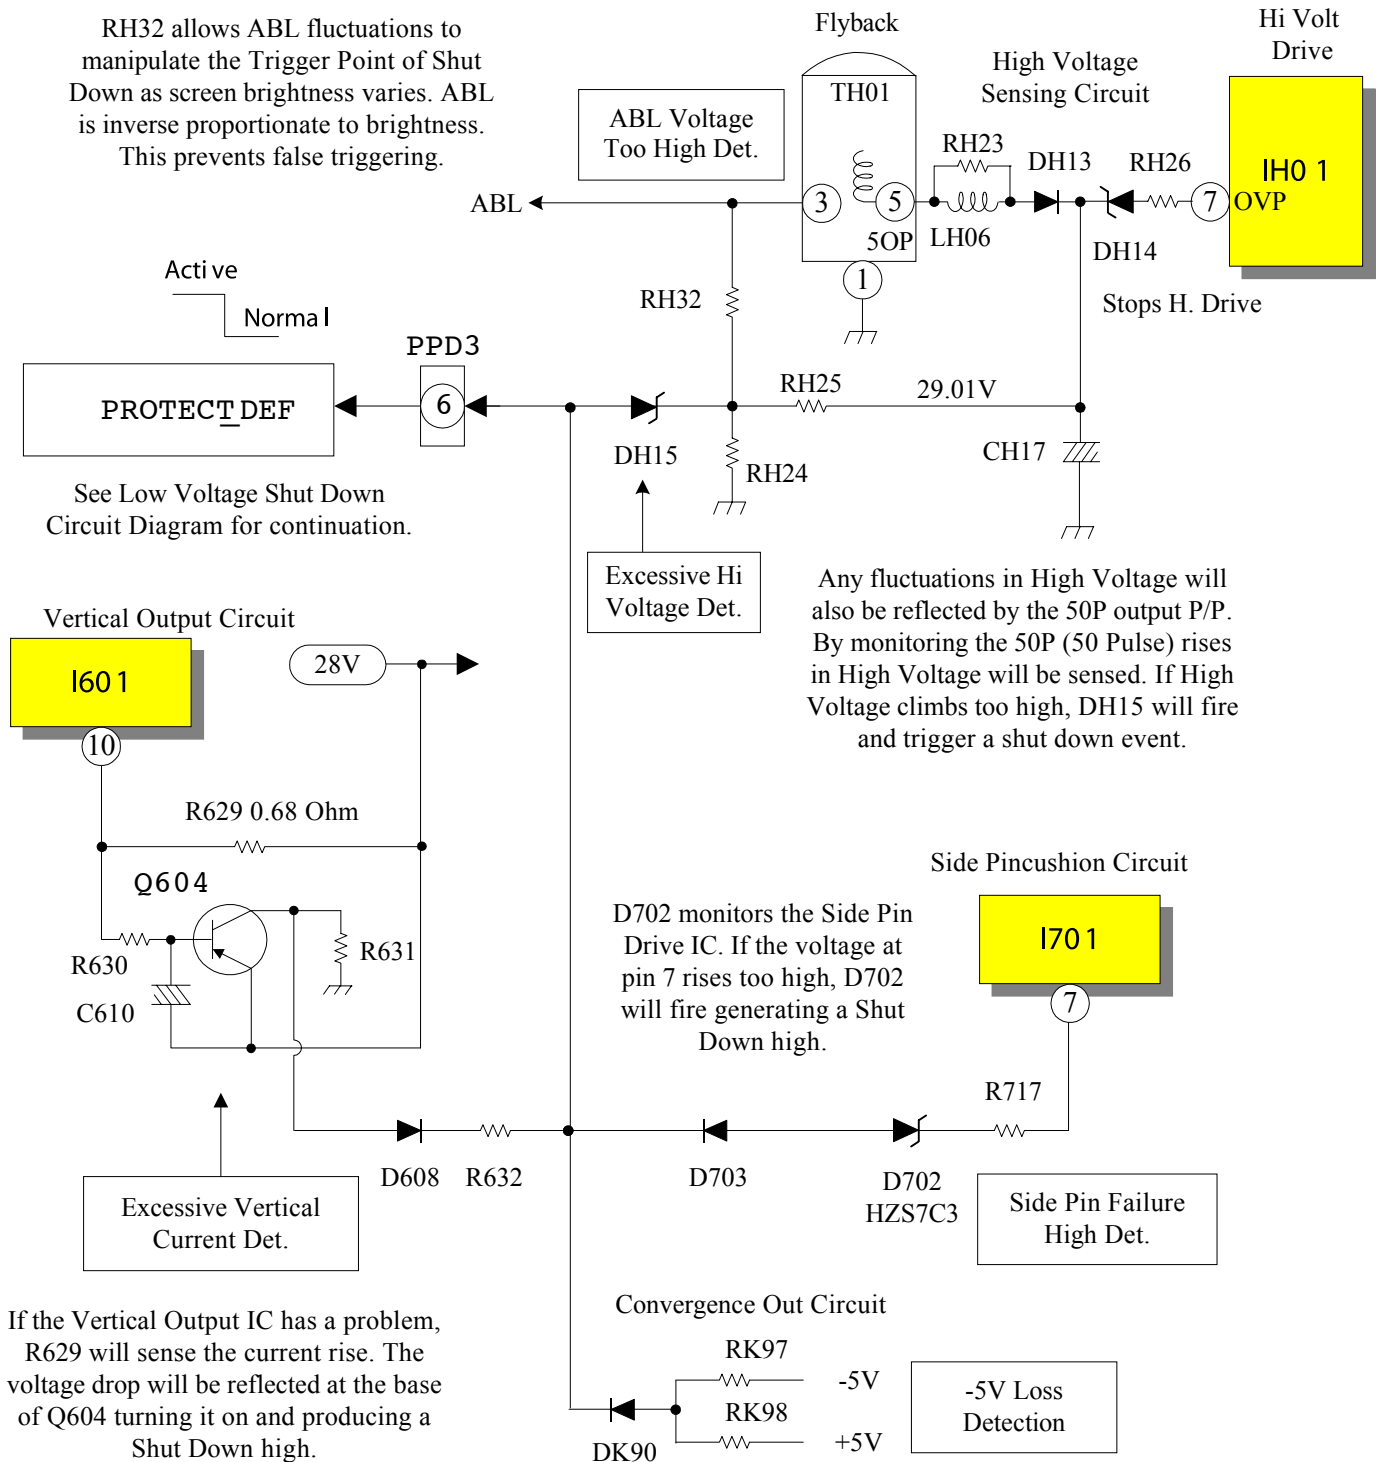 RH32 allows ABL fluctuations to
manipulate the Trigger Point of Shut
Down as screen brightness varies. ABL
is inverse proportionate to brightness.
This prevents false triggering.
Flyback
TH01
ABL Voltage
Too High Det.
High Voltage
Sensing Circuit
Hi Volt
Drive
IH0 1
RH23
DH13
RH26
7
OVP
ABL
3
5
5OP
LH06
DH14
1
Stops H. Drive
Active
Normal
RH32
PPD3
PROTECT DEF
6
DH15
RH25
29.01V
RH24
CH17
See Low Voltage Shut Down
Circuit Diagram for continuation.
Excessive Hi
Voltage Det.
Any fluctuations in High Voltage will
also be reflected by the 50P output P/P.
By monitoring the 50P (50 Pulse) rises
in High Voltage will be sensed. If High
Voltage climbs too high, DH15 will fire
and trigger a shut down event.
Vertical Output Circuit
I60 1
28V
10
R629 0.68 Ohm
Q604
R630
R631
C610
D702 monitors the Side Pin
Drive IC. If the voltage at
pin 7 rises too high, D702
will fire generating a Shut
Down high.
Side Pincushion Circuit
I70 1
7
R717
D608
R632
D703
D702
HZS7C3
Side Pin Failure
High Det.
Excessive Vertical
Current Det.
If the Vertical Output IC has a problem,
R629 will sense the current rise. The
voltage drop will be reflected at the base
of Q604 turning it on and producing a
Shut Down high.
Convergence Out Circuit
RK97
-5V
RK98
+5V
DK90
-5V Loss
Detection